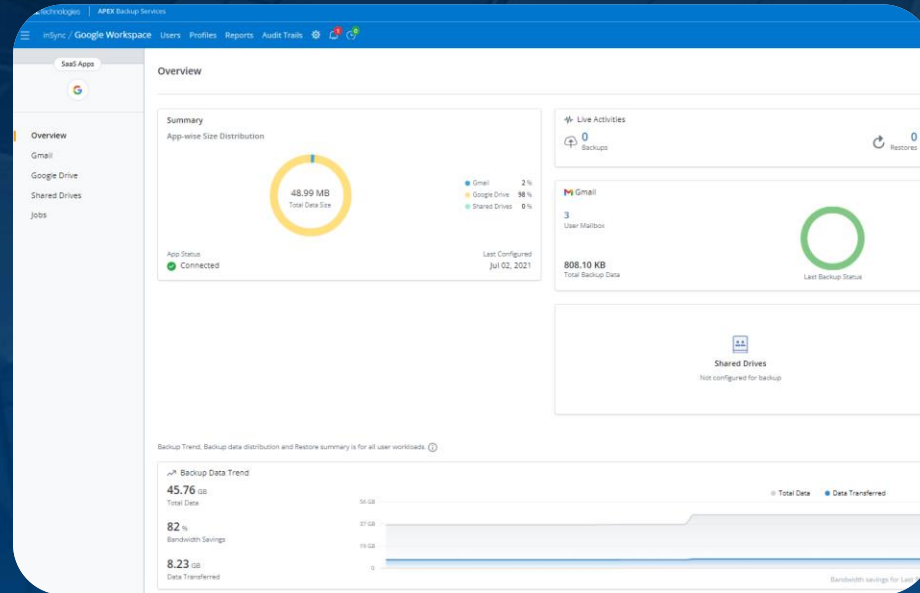 Technologies | APEX Backup Services
inSync / Google Workspace Users Profiles Reports Audit Trails
SaaS Apps
Overview
Gmail
Google Drive
Shared Drives
Jobs
Overview
Summary
App-wise Size Distribution
48.99 MB
Total Data Size
Gmail 2 %
Google Drive 98 %
Shared Drives 0 %
App Status
Connected
Last Configured
Jul 02, 2021
Live Activities
0
Backups
0
Restores
Gmail
3
User Mailbox
808.10 KB
Total Backup Data
Last Backup Status
Shared Drives
Not configured for backup
Backup Trend, Backup data distribution and Restore summary is for all user workloads.
Backup Data Trend
45.76 GB
Total Data
82 %
Bandwidth Savings
8.23 GB
Data Transferred
Total Data Data Transferred
56 GB
37 GB
19 GB
0
Bandwidth savings for Last